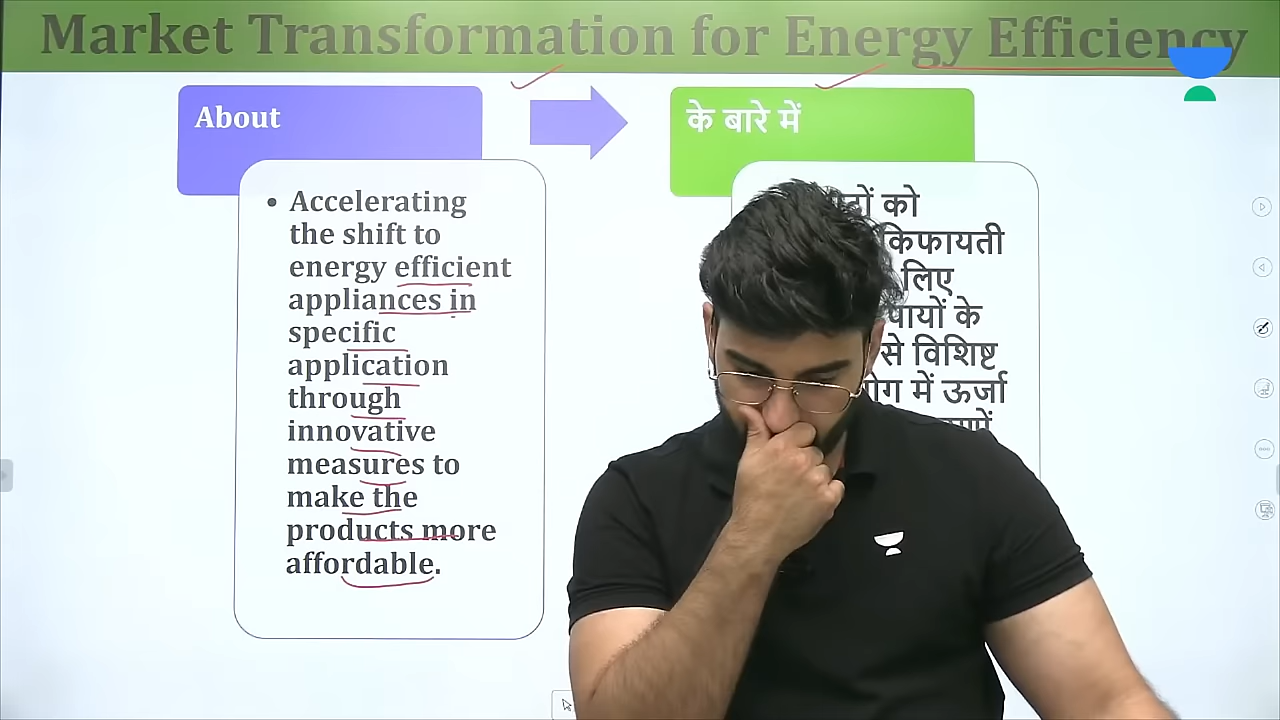 Market Transformation for Energy Efficiency
About
• Accelerating
the shift to
energy efficient
appliances in
specific
application
through
innovative
measures to
make the
products more
affordable.
के बारे में
को
किफायती
लिए
के
से विशिष्ट
में ऊर्जा